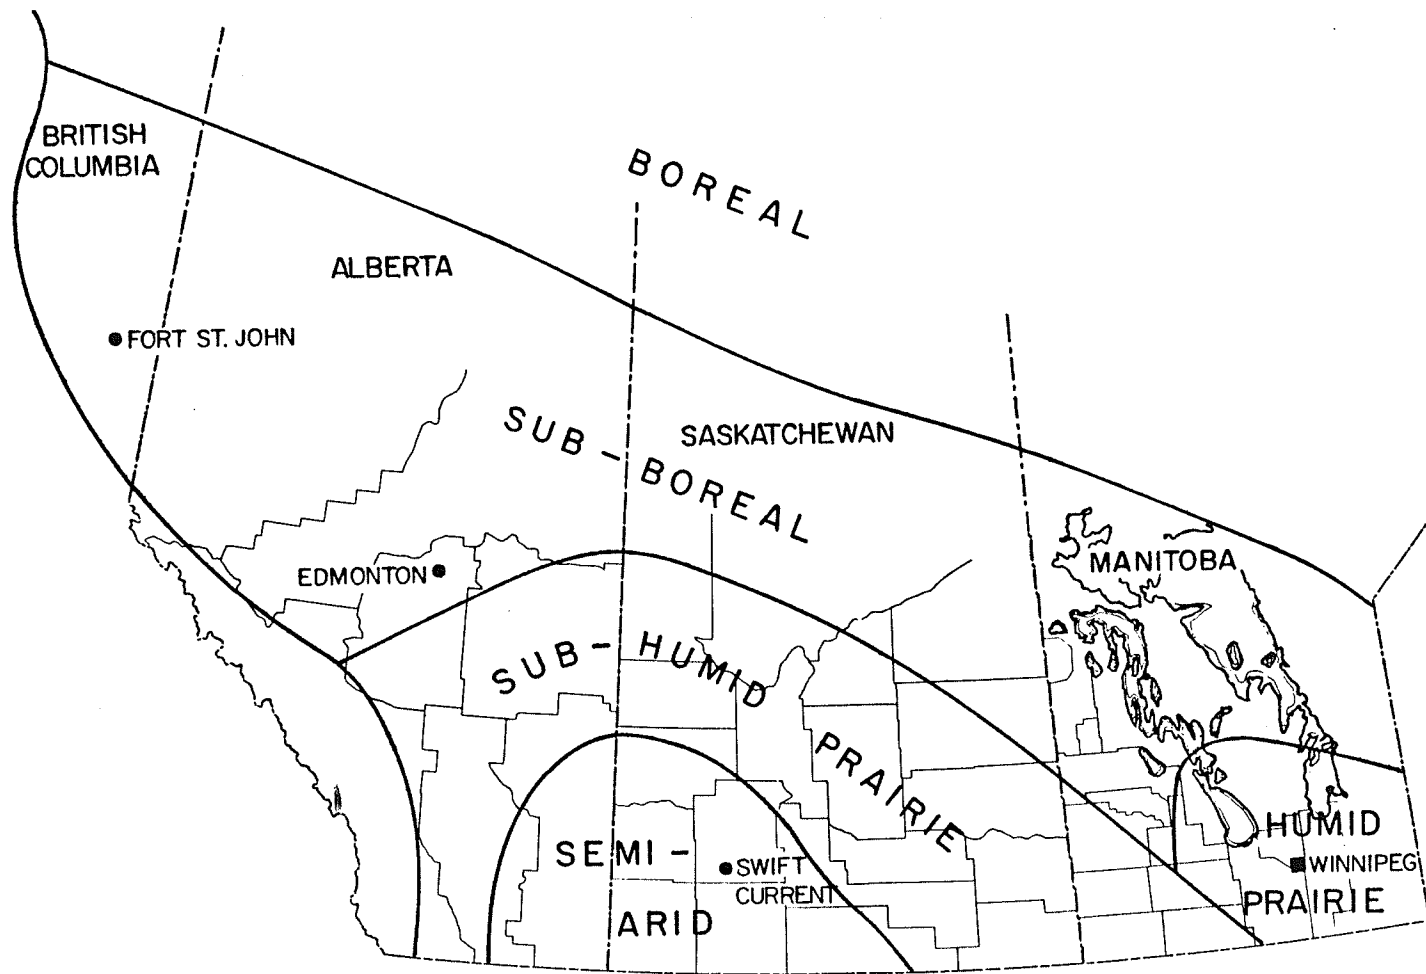 BRITISH
COLUMBIA
BOREAL
ALBERTA
FORT ST. JOHN
SUB-BOREAL
SASKATCHEWAN
MANITOBA
EDMONTON
SUB-HUMID
PRAIRIE
SEMI-
ARID
SWIFT
CURRENT
HUMID
PRAIRIE
WINNIPEG